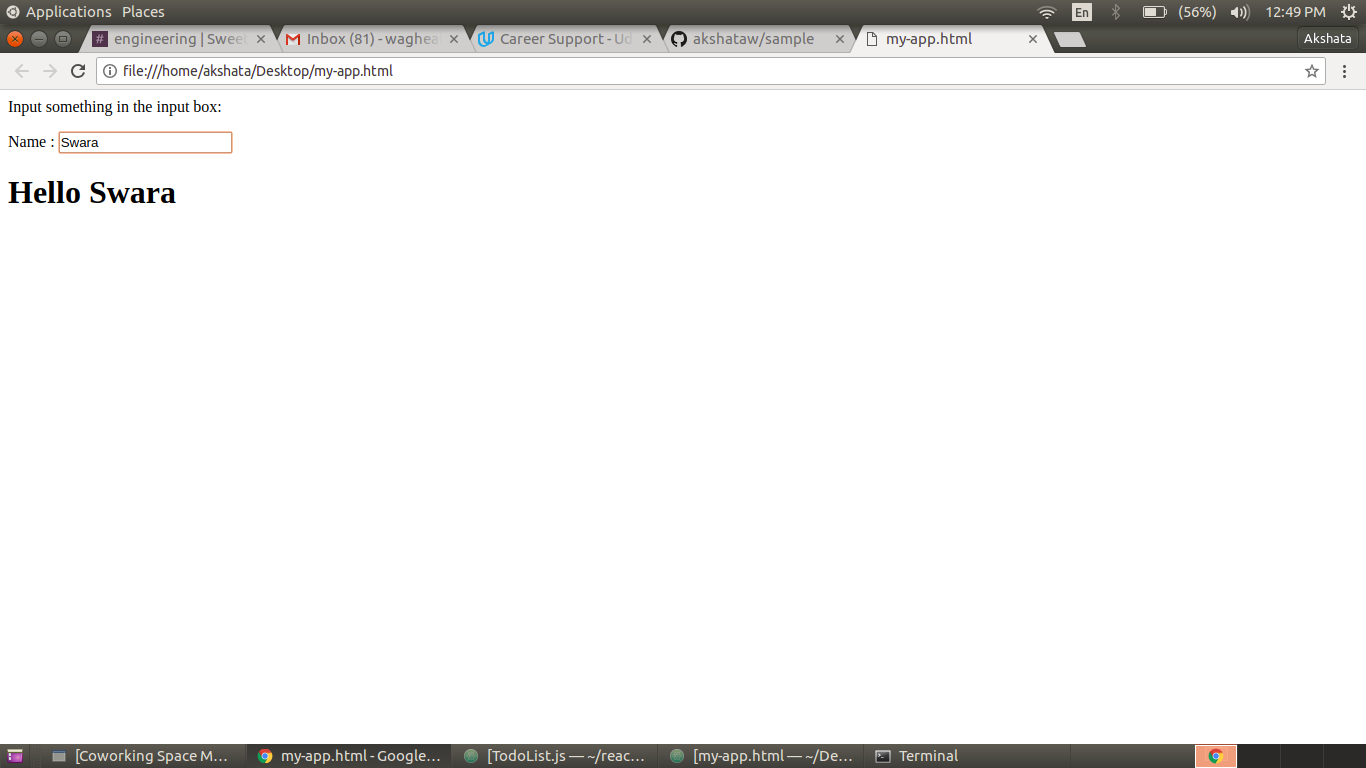 Applications Places En (56%) 12:49 PM
# engineering | Sweet Inbox (81) - waghea Career Support - Ud akshataw/sample my-app.html Akshata
file:///home/akshata/Desktop/my-app.html
Input something in the input box:
Name : Swara
Hello Swara
[Coworking Space M... my-app.html - Google... [TodoList.js — ~/reac... [my-app.html — ~/De... Terminal